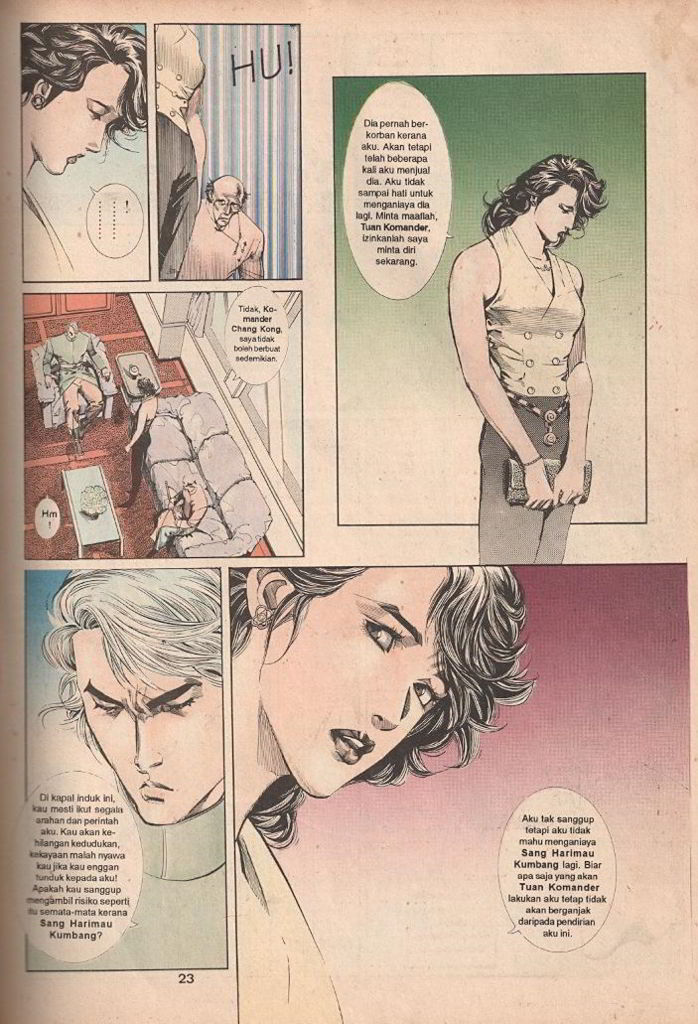 . . . . . . !
HU!
Dia pernah ber-
korban kerana
aku. Akan tetapi
telah beberapa
kali aku menjual
dia. Aku tidak
sampai hati untuk
menganiaya dia
lagi. Minta maaflah,
Tuan Komander,
izinkanlah saya
minta diri
sekarang.
Tidak, Ko-
mander
Chang Kong,
saya tidak
boleh berbuat
sedemikian.
Hm
!
Di kapal induk ini,
kau mesti ikut segala
arahan dan perintah
aku. Kau akan ke-
hilangan kedudukan,
kekayaan malah nyawa
kau jika kau enggan
tunduk kepada aku!
Apakah kau sanggup
mengambil risiko seperti
itu semata-mata kerana
Sang Harimau
Kumbang?
Aku tak sanggup
tetapi aku tidak
mahu menganiaya
Sang Harimau
Kumbang lagi. Biar
apa saja yang akan
Tuan Komander
lakukan aku tetap tidak
akan berganjak
daripada pendirian
aku ini.
23